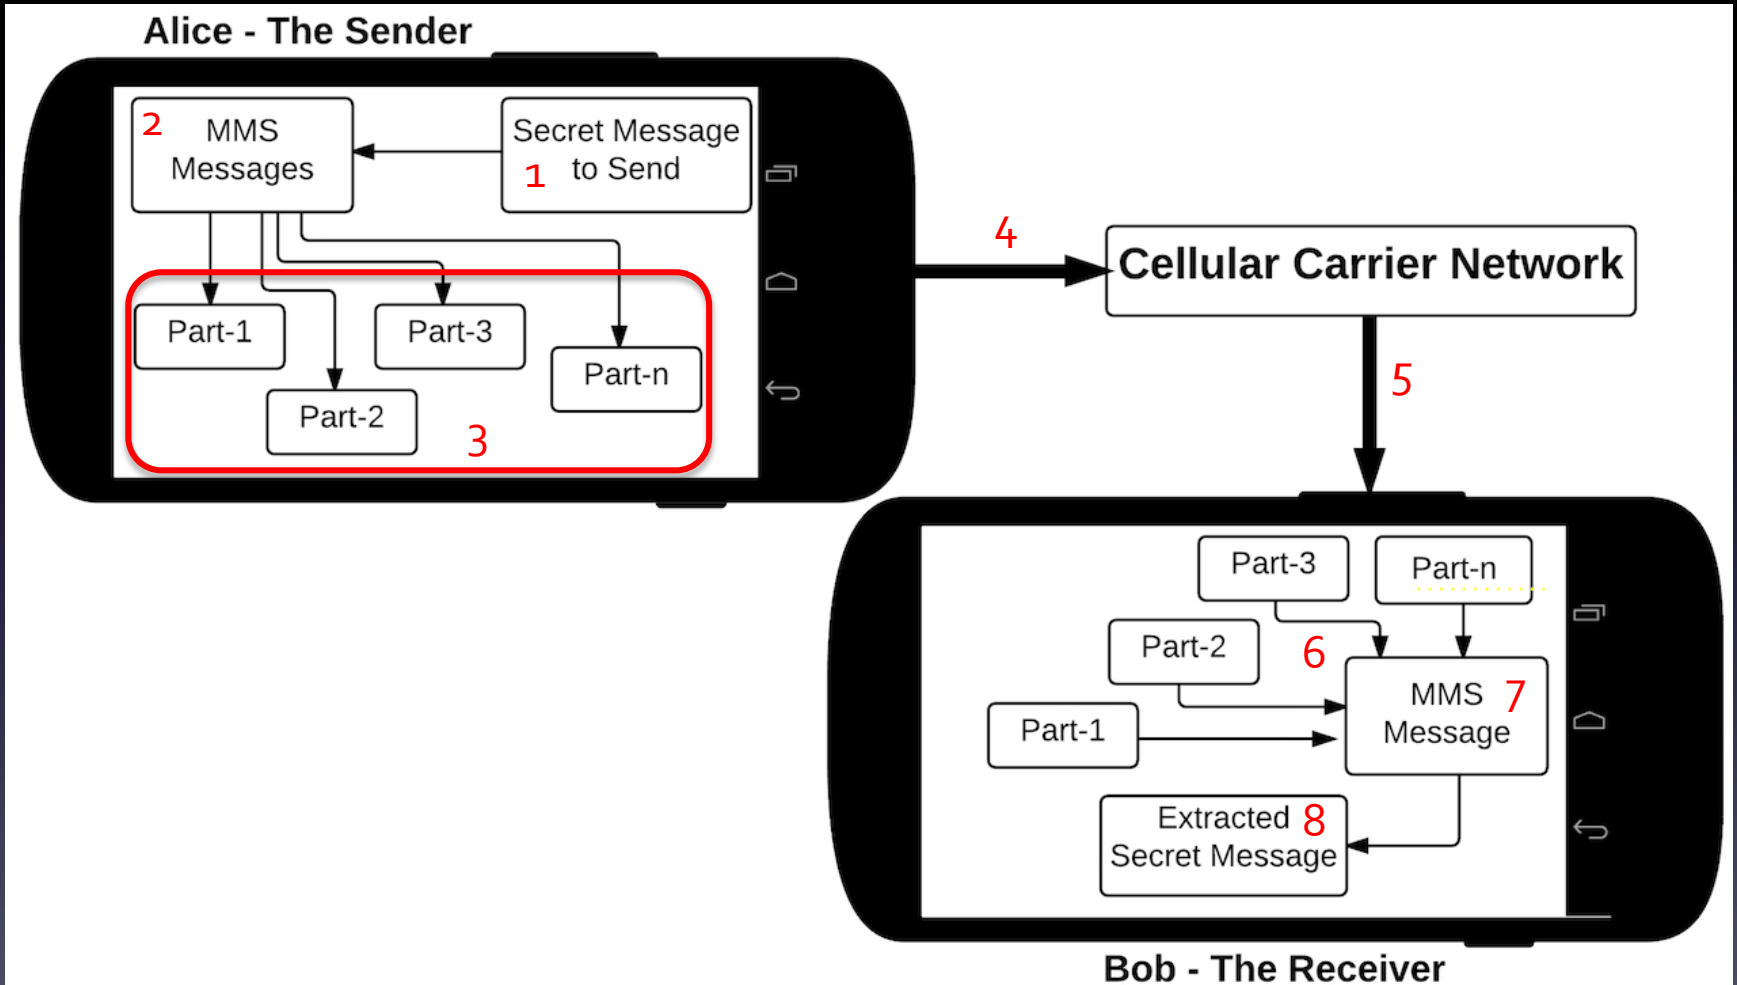 Alice - The Sender
2
MMS
Messages
Secret Message
1 to Send
Part-1
Part-3
Part-n
Part-2
3
4
Cellular Carrier Network
5
Part-3
Part-n
Part-2
6
MMS 7
Message
Part-1
Extracted 8
Secret Message
Bob - The Receiver